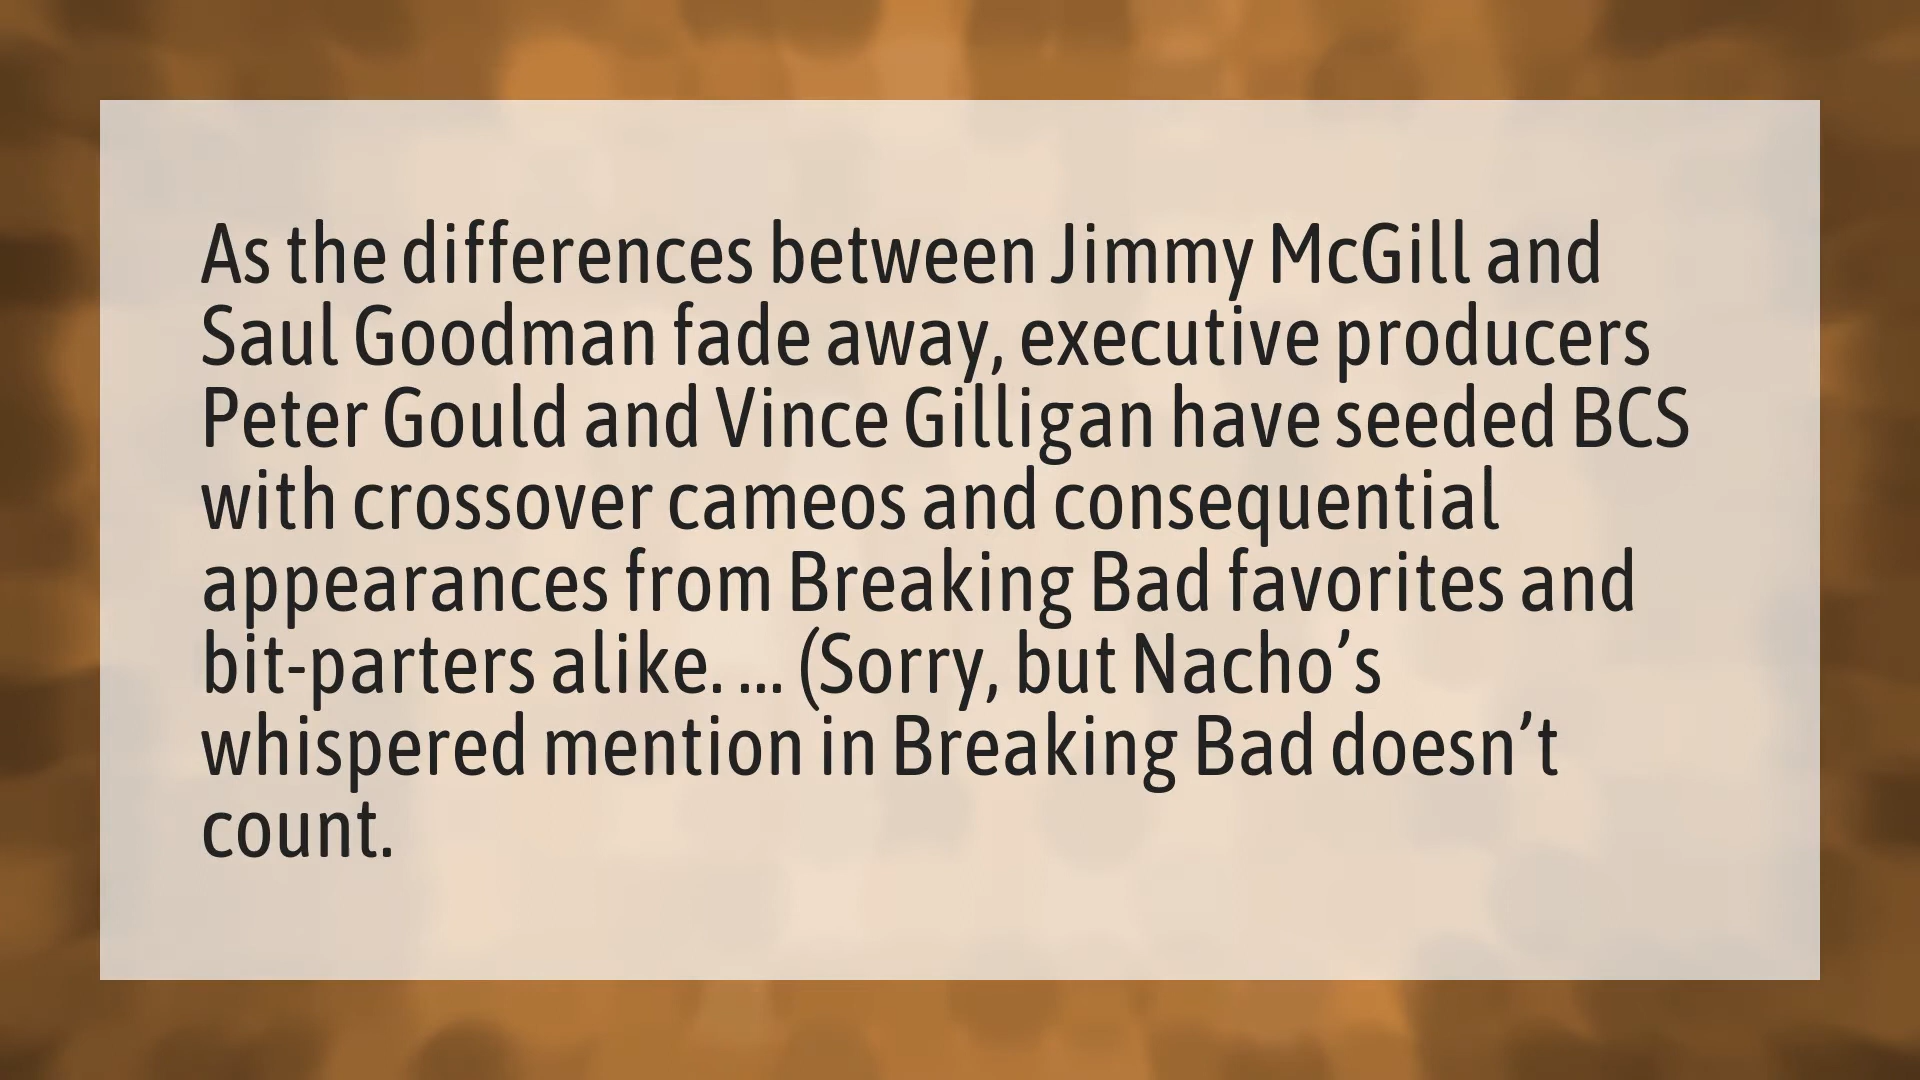 As the differences between Jimmy McGill and
Saul Goodman fade away, executive producers
Peter Gould and Vince Gilligan have seeded BCS
with crossover cameos and consequential
appearances from Breaking Bad favorites and
bit-parters alike. ... (Sorry, but Nacho’s
whispered mention in Breaking Bad doesn’t
count.